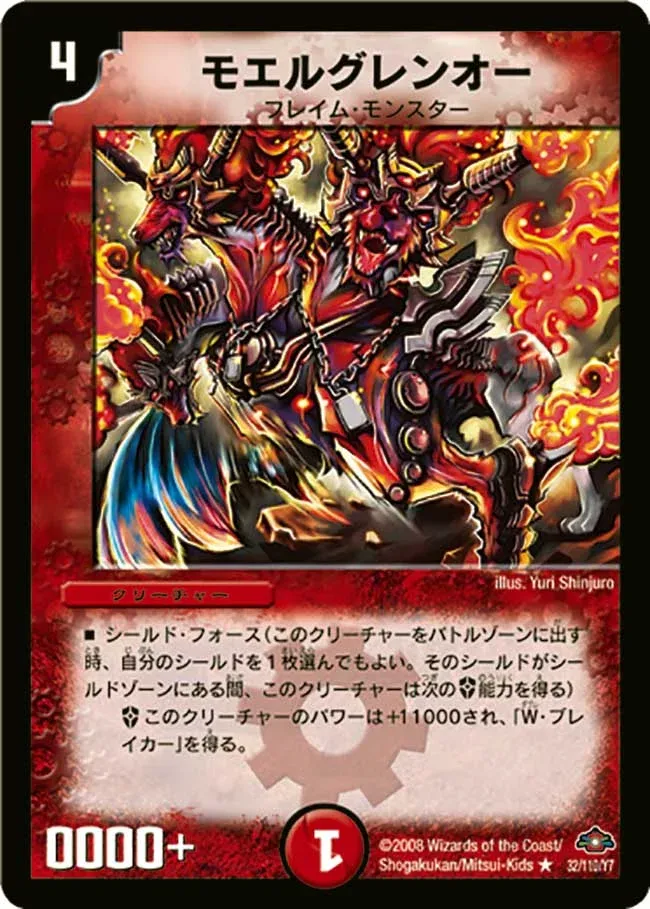 4
モエルグレンオー
フレイム・モンスター
illus. Yuri Shinjuro
クリーチャー
■ シールド・フォース(このクリーチャーをバトルゾーンに出す
時、自分のシールドを1枚選んでもよい。そのシールドがシー
ルドゾーンにある間、このクリーチャーは次の能力を得る)
このクリーチャーのパワーは+11000され、「W・ブレ
イカー」を得る。
0000+
1
©2008 Wizards of the Coast/
Shogakukan/Mitsui-Kids ★ 32/110/Y7